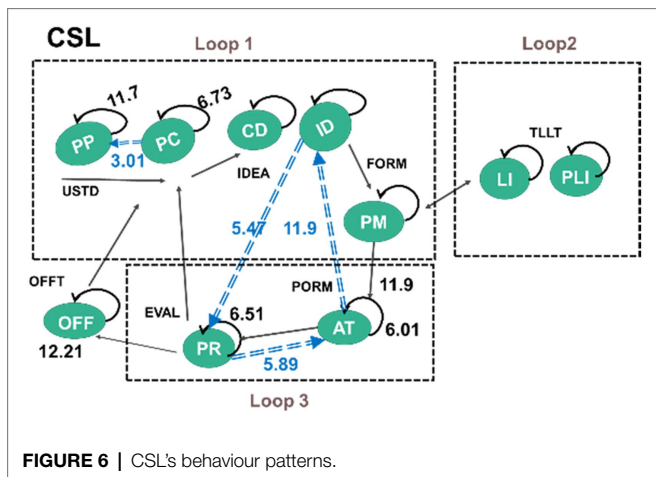 CSL
Loop 1
Loop2
11.7
6.73
PP
PC
CD
ID
3.01
USTD
IDEA
FORM
TLLT
LI
PLI
PM
5.47
11.9
OFFT
EVAL
PORM
11.9
OFF
12.21
6.51
PR
AT
6.01
5.89
Loop 3
FIGURE 6 | CSL's behaviour patterns.